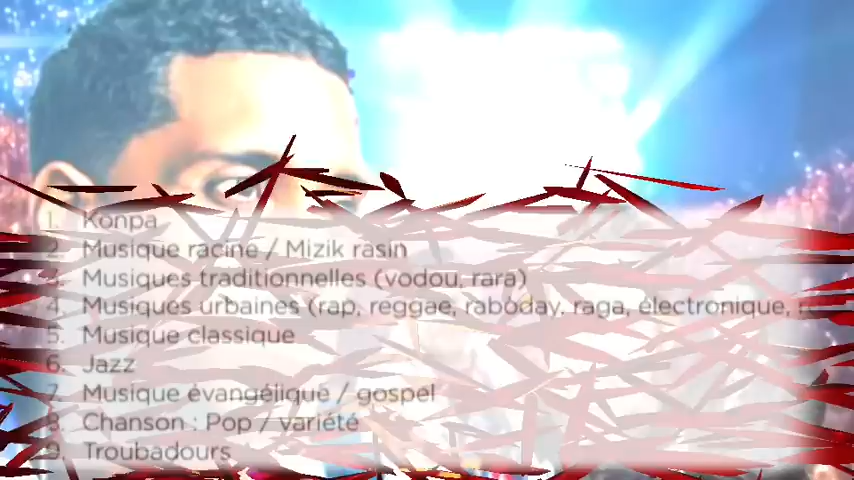 1. Konpa
2. Musique racine / Mizik rasin
3. Musiques traditionnelles (vodou, rara)
4. Musiques urbaines (rap, reggae, raboday, raga, électronique,
5. Musique classique
6. Jazz
7. Musique évangélique / gospel
8. Chanson : Pop / variété
9. Troubadours